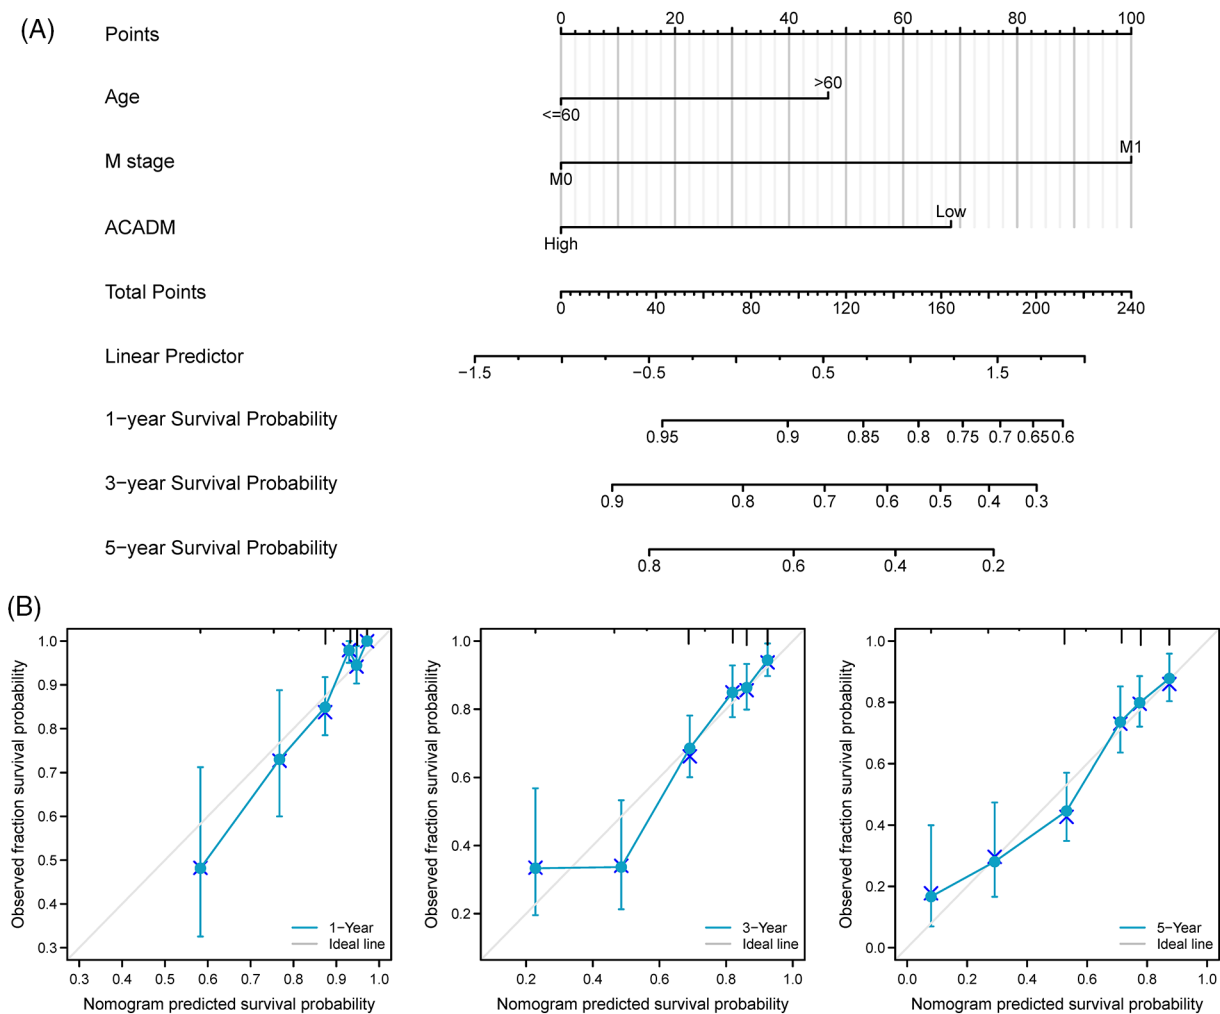 (A)
Points
0 20 40 60 80 100
Age
<=60 >60
M stage
M0 M1
ACADM
High Low
Total Points
0 40 80 120 160 200 240
Linear Predictor
−1.5 −0.5 0.5 1.5
1−year Survival Probability
0.95 0.9 0.85 0.8 0.75 0.7 0.65 0.6
3−year Survival Probability
0.9 0.8 0.7 0.6 0.5 0.4 0.3
5−year Survival Probability
0.8 0.6 0.4 0.2
(B)
Observed fraction survival probability
1.0
0.9
0.8
0.7
0.6
0.5
0.4
0.3
1−Year
Ideal line
0.3 0.4 0.5 0.6 0.7 0.8 0.9 1.0
Nomogram predicted survival probability
Observed fraction survival probability
1.0
0.8
0.6
0.4
0.2
3−Year
Ideal line
0.2 0.4 0.6 0.8 1.0
Nomogram predicted survival probability
Observed fraction survival probability
1.0
0.8
0.6
0.4
0.2
0.0
5−Year
Ideal line
0.0 0.2 0.4 0.6 0.8 1.0
Nomogram predicted survival probability